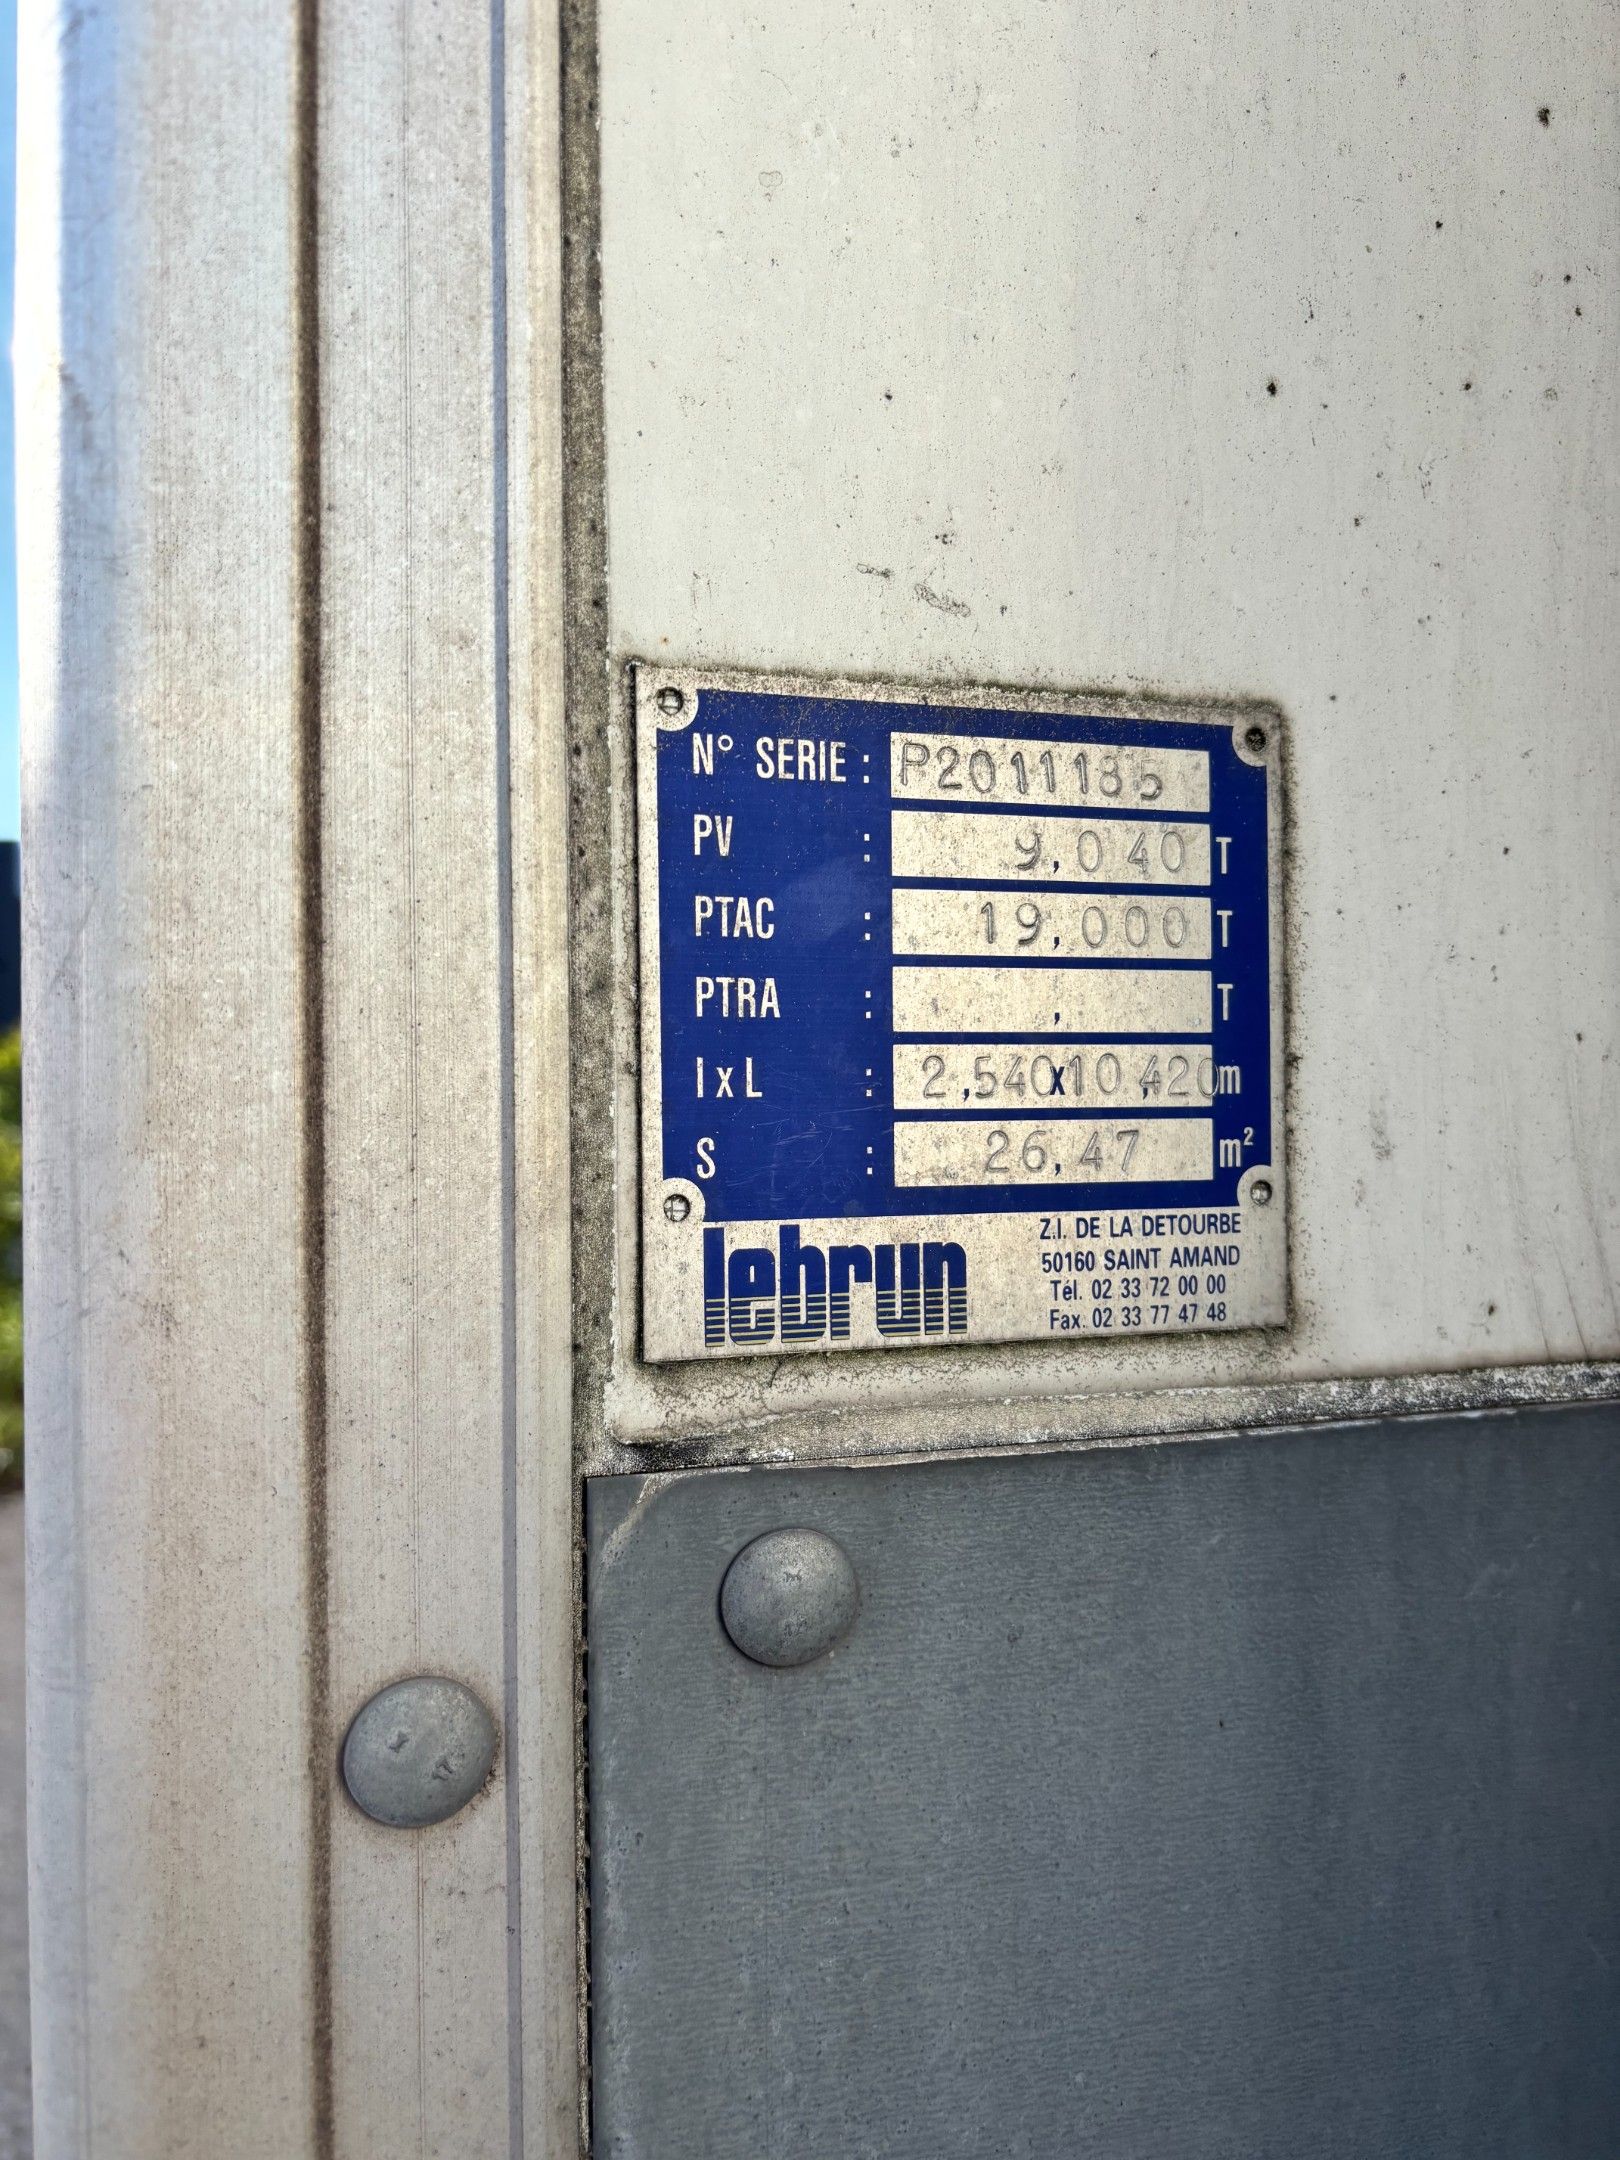 N° SERIE : P2011185
PV : 9,040 T
PTAC : 19,000 T
PTRA : , T
l x L : 2,540x10,420m
S : 26,47 m²
lebrun
Z.I. DE LA DETOURBE
50160 SAINT AMAND
Tél. 02 33 72 00 00
Fax. 02 33 77 47 48